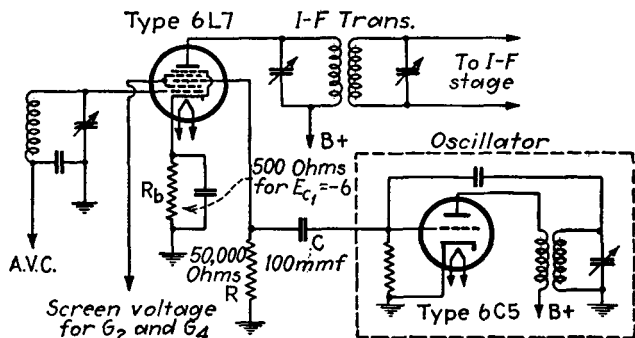 Type 6L7
I-F Trans.
To I-F
stage
B+
Oscillator
500 Ohms
for Ec1=-6
Rb
C
100mmf
50,000
Ohms
R
A.V.C.
Screen voltage
for G2 and G4
Type 6C5
B+